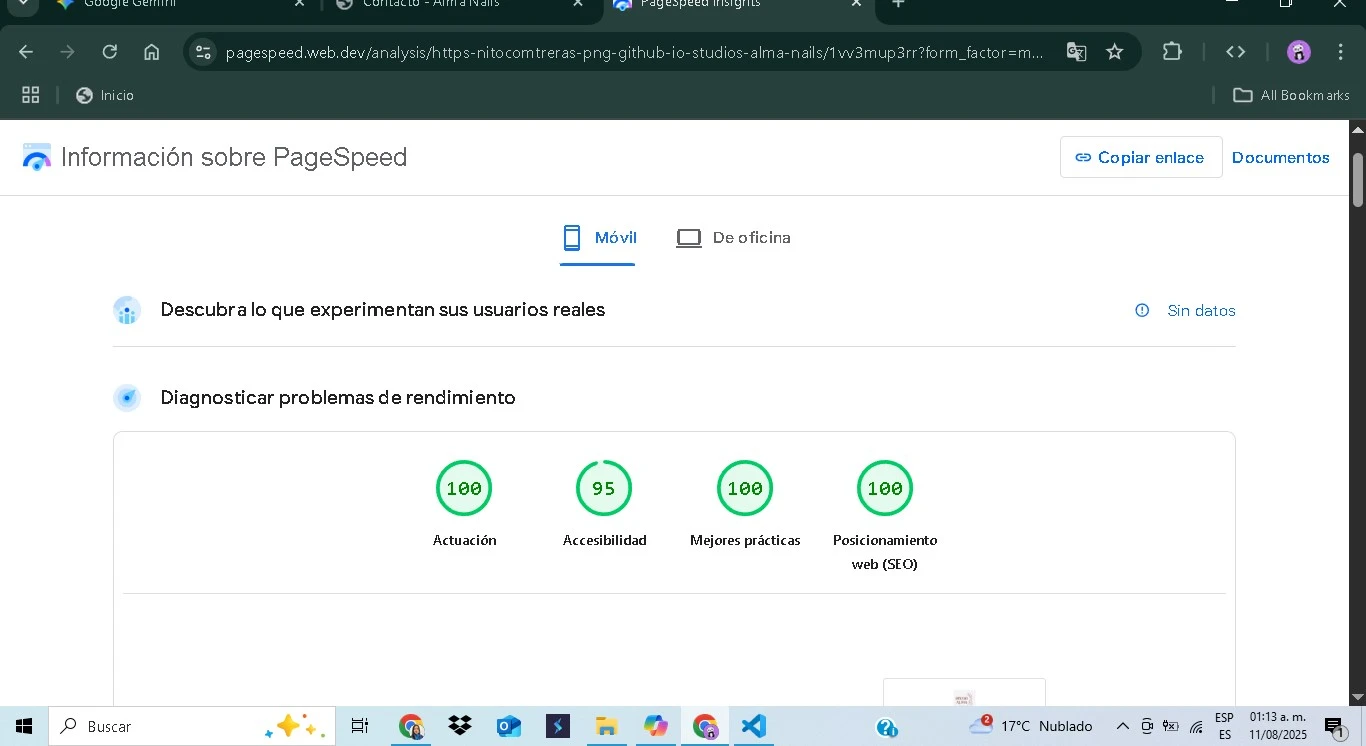 Google Gemini
Contacto - Alma Nails
PageSpeed Insights
pagespeed.web.dev/analysis/https-nitocomtreras-png-github-io-studios-alma-nails/1vv3mup3rr?form_factor=m...
Inicio
All Bookmarks
Información sobre PageSpeed
Copiar enlace
Documentos
Móvil
De oficina
Descubra lo que experimentan sus usuarios reales
Sin datos
Diagnosticar problemas de rendimiento
100
95
100
100
Actuación
Accesibilidad
Mejores prácticas
Posicionamiento
web (SEO)
Buscar
2
17°C Nublado
ESP
ES
01:13 a. m.
11/08/2025
1